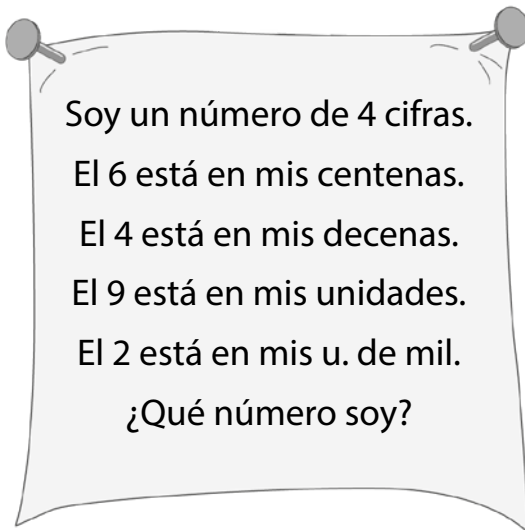 Soy un número de 4 cifras.
El 6 está en mis centenas.
El 4 está en mis decenas.
El 9 está en mis unidades.
El 2 está en mis u. de mil.
¿Qué número soy?